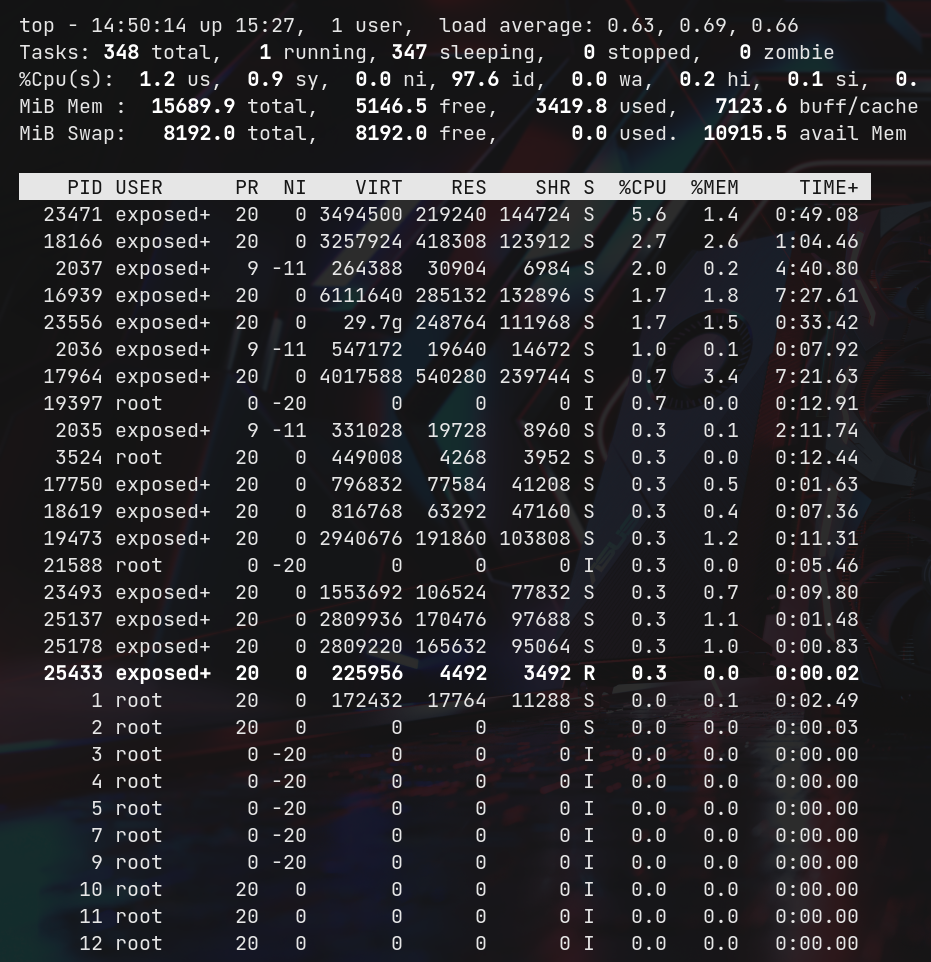 top - 14:50:14 up 15:27,  1 user,  load average: 0.63, 0.69, 0.66
Tasks: 348 total,   1 running, 347 sleeping,   0 stopped,   0 zombie
%Cpu(s):  1.2 us,  0.9 sy,  0.0 ni, 97.6 id,  0.0 wa,  0.2 hi,  0.1 si,  0.
MiB Mem :  15689.9 total,   5146.5 free,   3419.8 used,   7123.6 buff/cache
MiB Swap:   8192.0 total,   8192.0 free,      0.0 used.  10915.5 avail Mem
PID USER      PR  NI    VIRT    RES    SHR S  %CPU  %MEM     TIME+
23471 exposed+  20   0 3494500 219240 144724 S   5.6   1.4   0:49.08
18166 exposed+  20   0 3257924 418308 123912 S   2.7   2.6   1:04.46
2037 exposed+   9 -11  264388  30904   6984 S   2.0   0.2   4:40.80
16939 exposed+  20   0 6111640 285132 132896 S   1.7   1.8   7:27.61
23556 exposed+  20   0   29.7g 248764 111968 S   1.7   1.5   0:33.42
2036 exposed+   9 -11  547172  19640  14672 S   1.0   0.1   0:07.92
17964 exposed+  20   0 4017588 540280 239744 S   0.7   3.4   7:21.63
19397 root       0 -20       0      0      0 I   0.7   0.0   0:12.91
2035 exposed+   9 -11  331028  19728   8960 S   0.3   0.1   2:11.74
3524 root      20   0  449008   4268   3952 S   0.3   0.0   0:12.44
17750 exposed+  20   0  796832  77584  41208 S   0.3   0.5   0:01.63
18619 exposed+  20   0  816768  63292  47160 S   0.3   0.4   0:07.36
19473 exposed+  20   0 2940676 191860 103808 S   0.3   1.2   0:11.31
21588 root       0 -20       0      0      0 I   0.3   0.0   0:05.46
23493 exposed+  20   0 1553692 106524  77832 S   0.3   0.7   0:09.80
25137 exposed+  20   0 2809936 170476  97688 S   0.3   1.1   0:01.48
25178 exposed+  20   0 2809220 165632  95064 S   0.3   1.0   0:00.83
25433 exposed+  20   0  225956   4492   3492 R   0.3   0.0   0:00.02
1 root      20   0  172432  17764  11288 S   0.0   0.1   0:02.49
2 root      20   0       0      0      0 S   0.0   0.0   0:00.03
3 root       0 -20       0      0      0 I   0.0   0.0   0:00.00
4 root       0 -20       0      0      0 I   0.0   0.0   0:00.00
5 root       0 -20       0      0      0 I   0.0   0.0   0:00.00
7 root       0 -20       0      0      0 I   0.0   0.0   0:00.00
9 root       0 -20       0      0      0 I   0.0   0.0   0:00.00
10 root      20   0       0      0      0 I   0.0   0.0   0:00.00
11 root      20   0       0      0      0 I   0.0   0.0   0:00.00
12 root      20   0       0      0      0 I   0.0   0.0   0:00.00